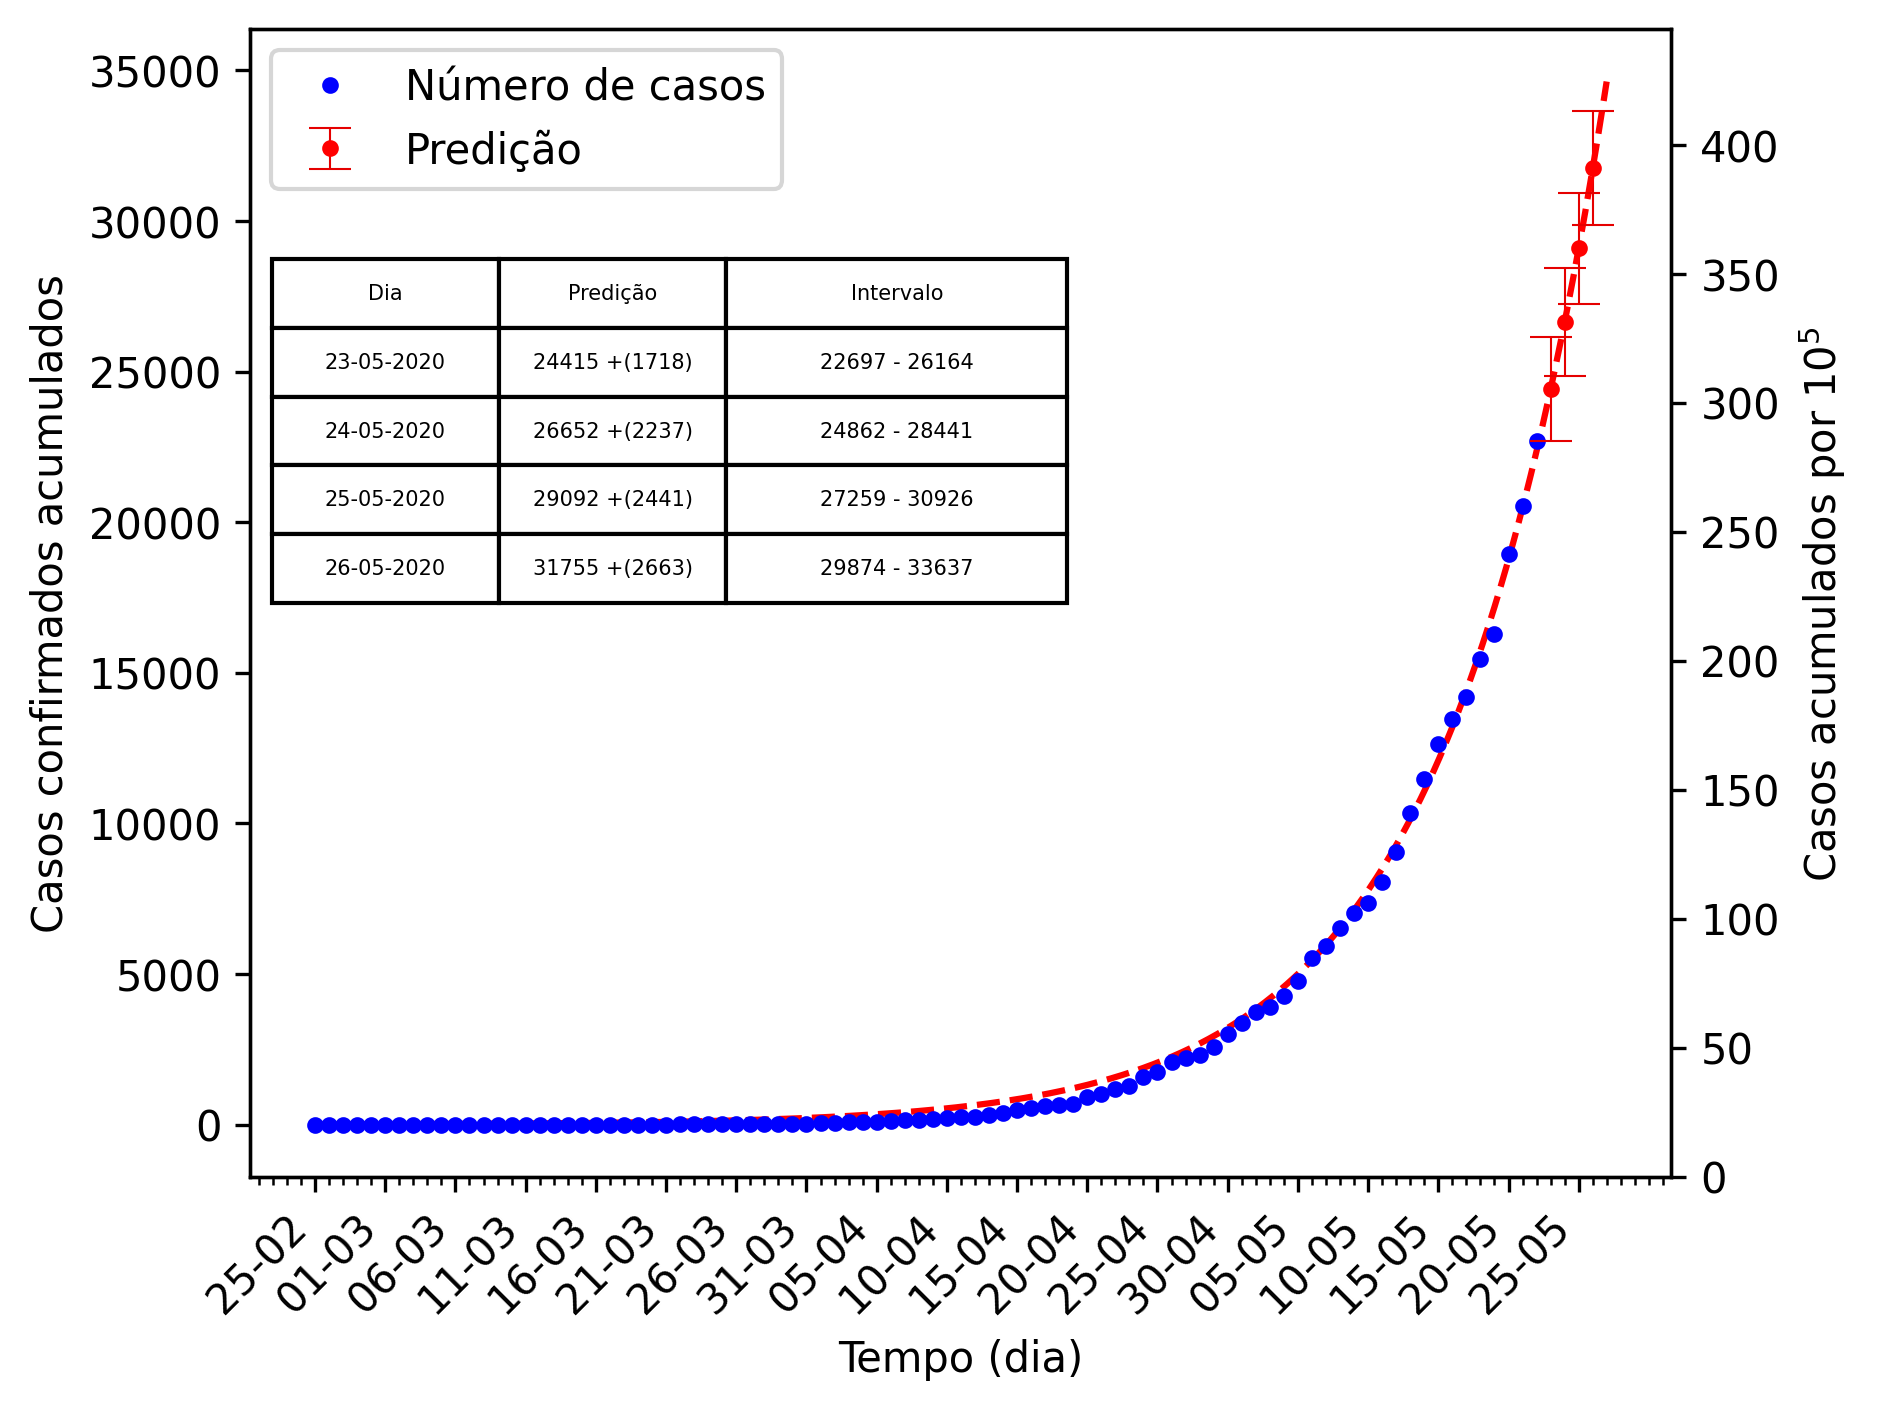 Número de casos
Predição
Dia Predição Intervalo
23-05-2020 24415 +(1718) 22697 - 26164
24-05-2020 26652 +(2237) 24862 - 28441
25-05-2020 29092 +(2441) 27259 - 30926
26-05-2020 31755 +(2663) 29874 - 33637
Casos confirmados acumulados
35000
30000
25000
20000
15000
10000
5000
0
Casos acumulados por 10⁵
400
350
300
250
200
150
100
50
0
25-02 01-03 06-03 11-03 16-03 21-03 26-03 31-03 05-04 10-04 15-04 20-04 25-04 30-04 05-05 10-05 15-05 20-05 25-05
Tempo (dia)